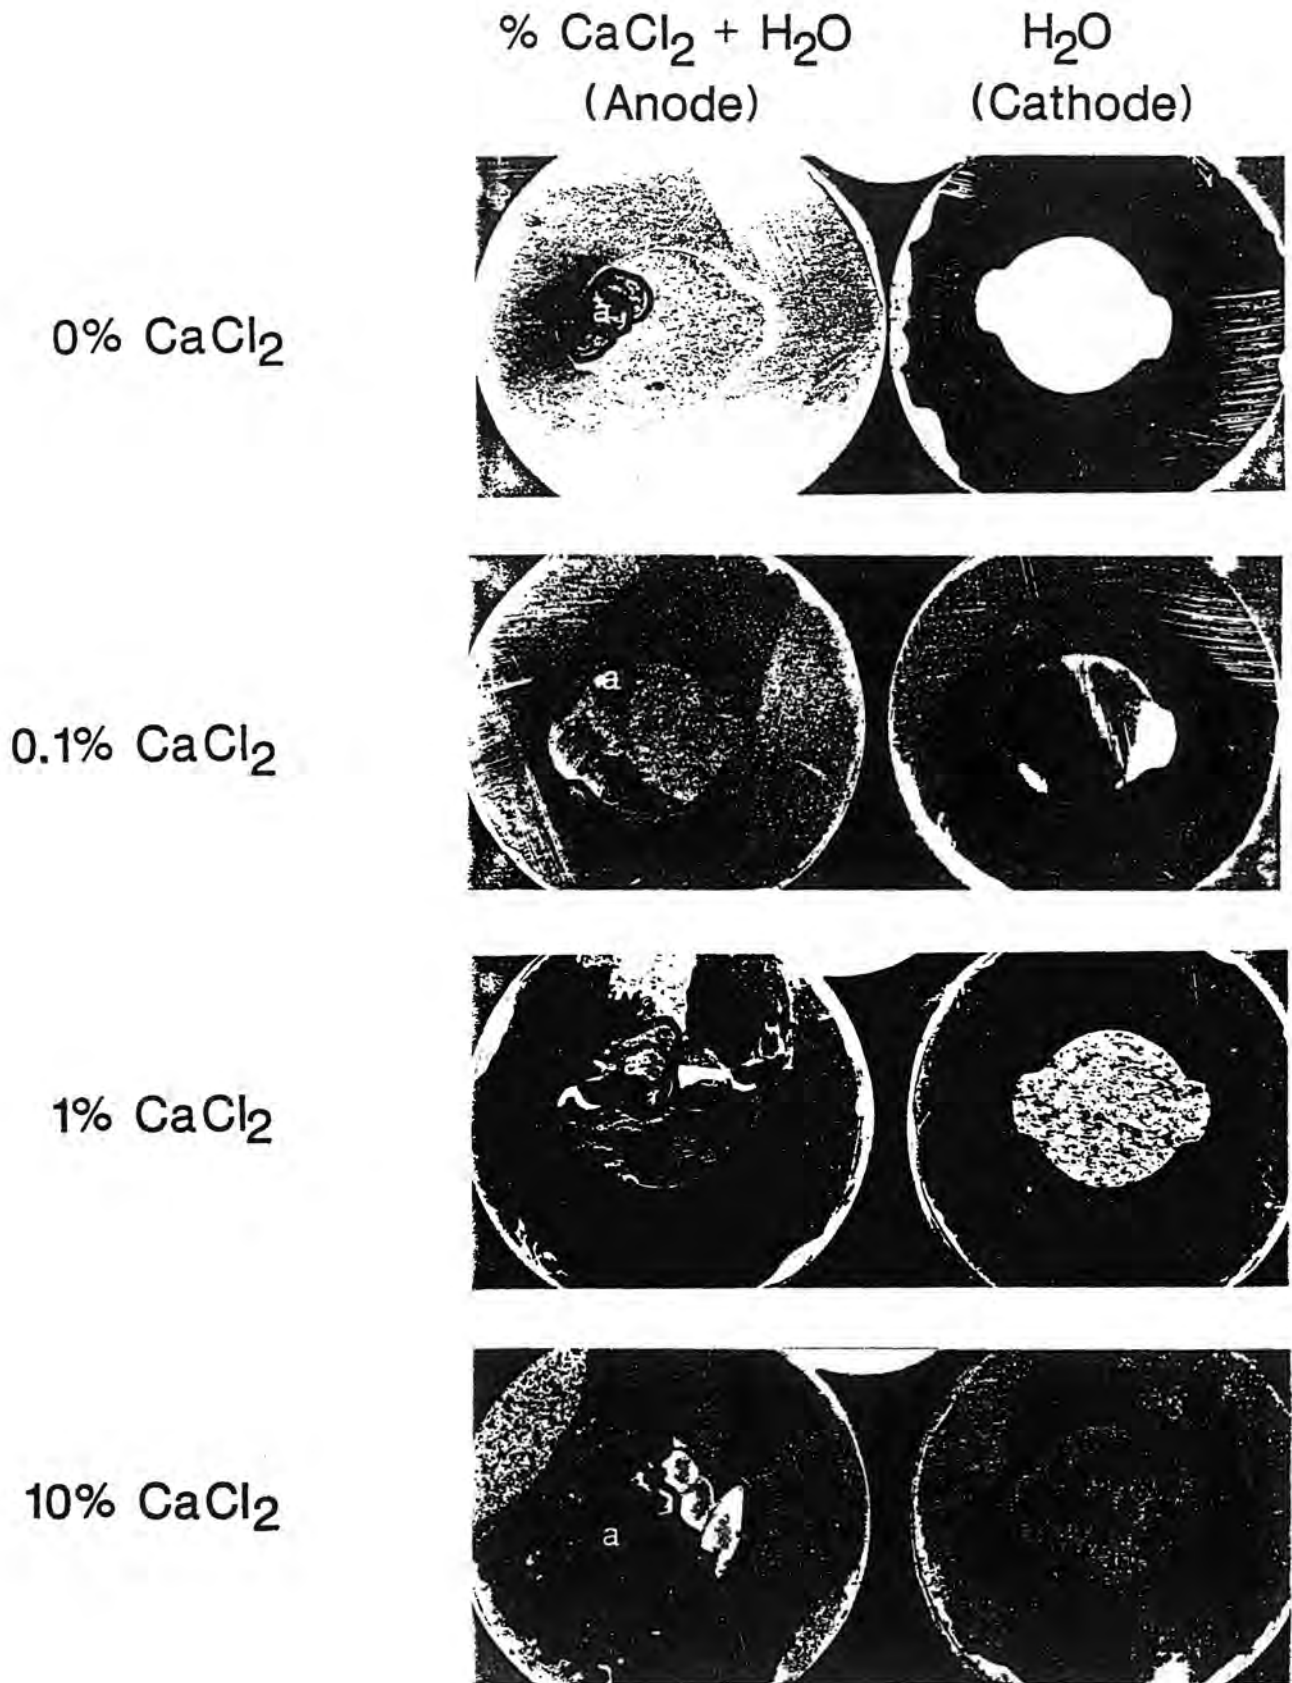 % CaCl₂ + H₂O H₂O
(Anode) (Cathode)
0% CaCl₂
a
0.1% CaCl₂
a
1% CaCl₂
10% CaCl₂
a